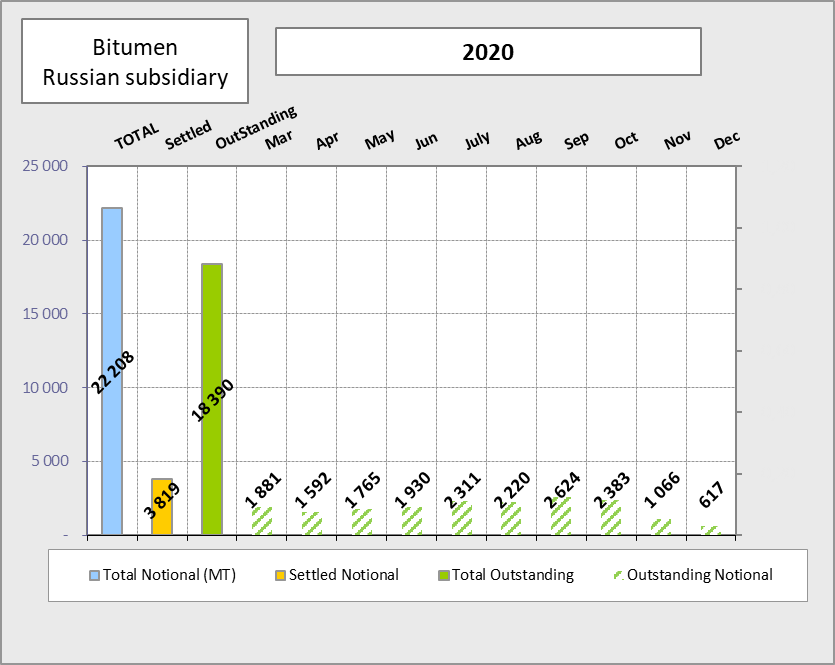 Bitumen
Russian subsidiary
2020
TOTAL
Settled
OutStanding
Mar
Apr
May
Jun
July
Aug
Sep
Oct
Nov
Dec
25 000
20 000
15 000
10 000
5 000
-
22 208
3 819
18 390
1 881
1 592
1 765
1 930
2 311
2 220
2 624
2 383
1 066
617
Total Notional (MT)
Settled Notional
Total Outstanding
Outstanding Notional